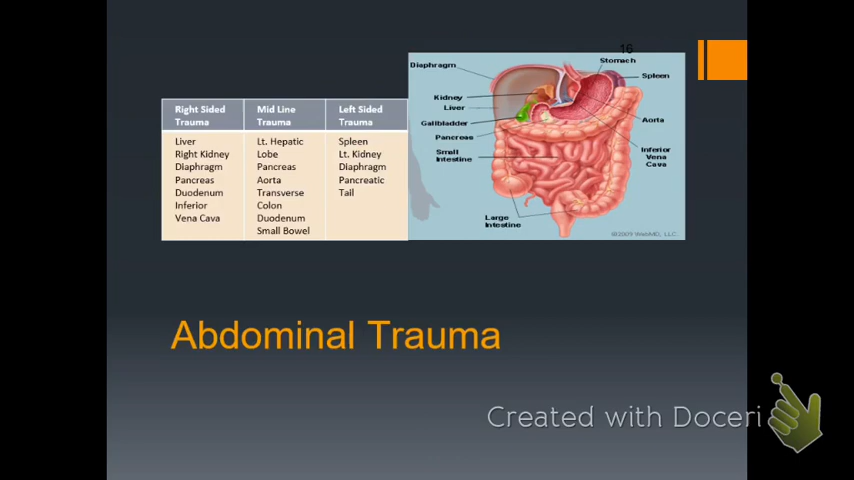 16
Right Sided
Trauma
Mid Line
Trauma
Left Sided
Trauma
Liver
Right Kidney
Diaphragm
Pancreas
Duodenum
Inferior
Vena Cava
Lt. Hepatic
Lobe
Pancreas
Aorta
Transverse
Colon
Duodenum
Small Bowel
Spleen
Lt. Kidney
Diaphragm
Pancreatic
Tail
Diaphragm
Kidney
Liver
Gallbladder
Pancreas
Small
Intestine
Large
Intestine
Stomach
Spleen
Aorta
Inferior
Vena
Cava
©2009 WebMD, LLC.
Abdominal Trauma
Created with Doceri